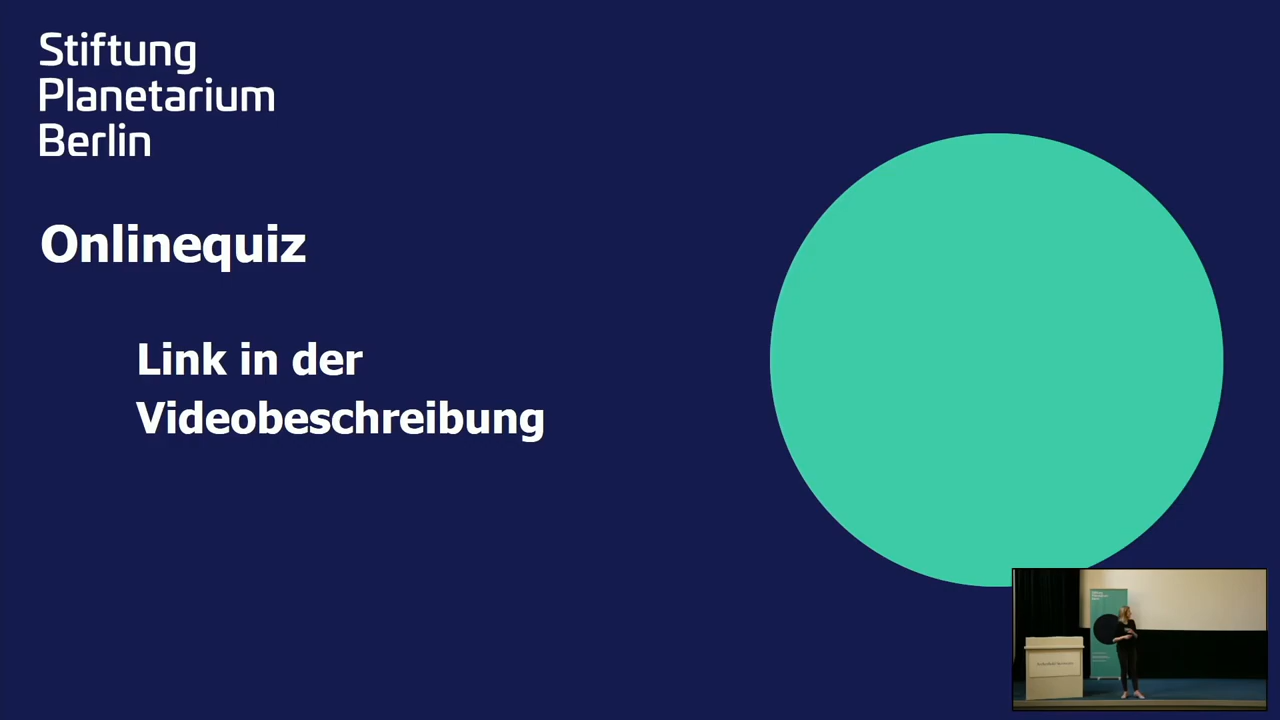 Stiftung
Planetarium
Berlin
Onlinequiz
Link in der
Videobeschreibung